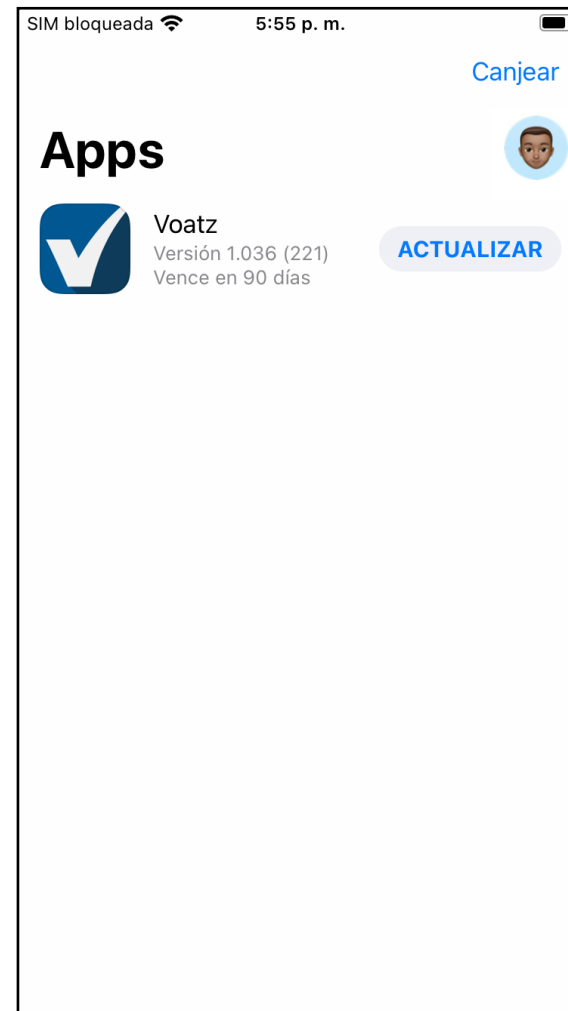 SIM bloqueada 5:55 p. m.
Canjear
Apps
Voatz
Versión 1.036 (221)
Vence en 90 días
ACTUALIZAR